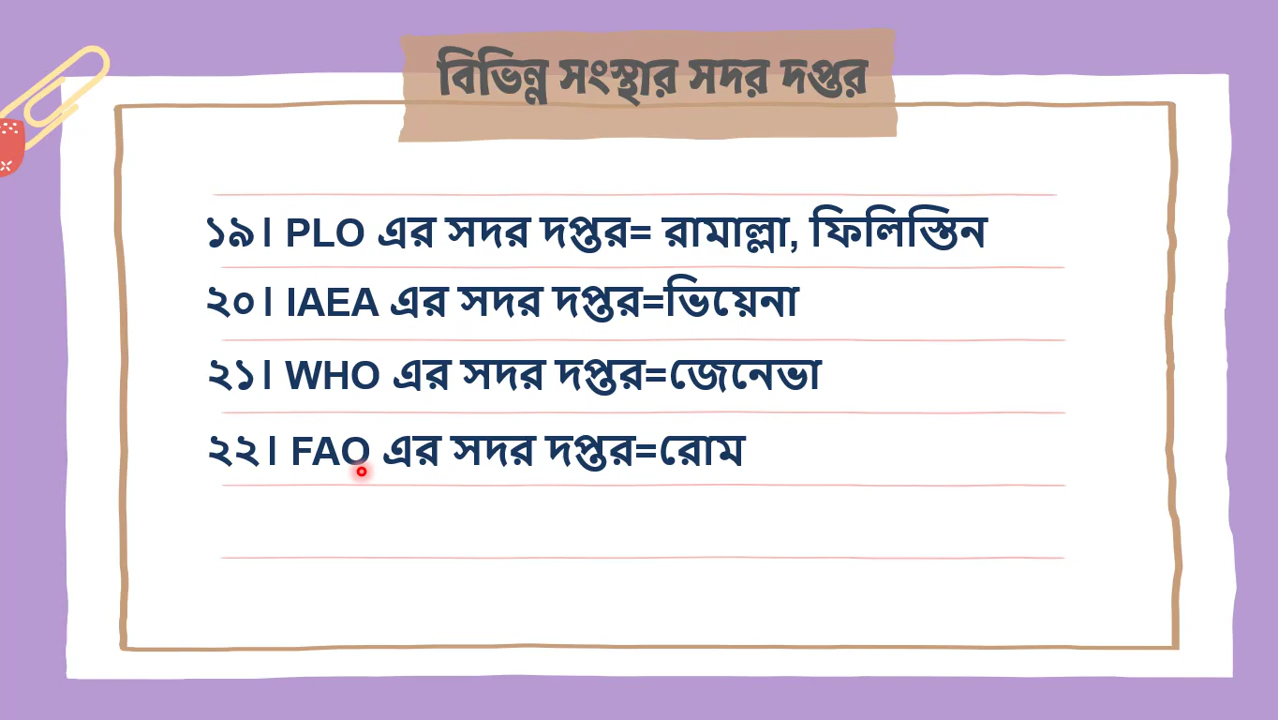 বিভিন্ন সংস্থার সদর দপ্তর
১৯। PLO এর সদর দপ্তর= রামাল্লা, ফিলিস্তিন
২০। IAEA এর সদর দপ্তর=ভিয়েনা
২১। WHO এর সদর দপ্তর=জেনেভা
২২। FAO এর সদর দপ্তর=রোম